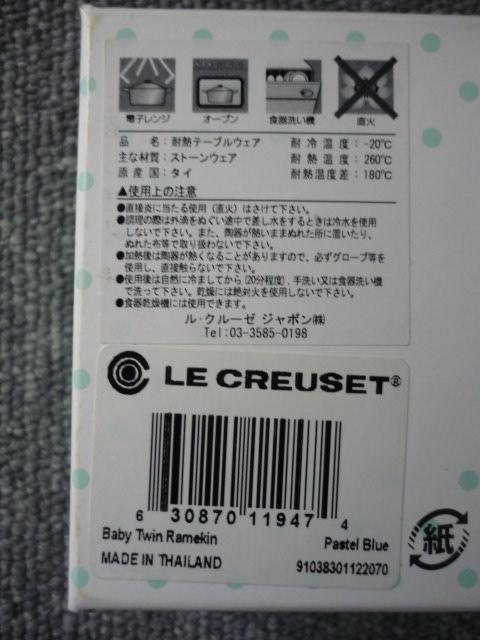 電子レンジ オーブン 食器洗い機 直火
品 名：耐熱テーブルウェア 耐 冷 温 度：-20℃
主な材質：ストーンウェア 耐 熱 温 度：260℃
原 産 国：タイ 耐熱温度差：180℃
▲使用上の注意
●直接炎に当たる使用（直火）はさけて下さい。
●調理の際は外滴をぬぐい途中で差し水をするときは冷水を使用
しないで下さい。また、陶器が熱いままぬれた所に置いたり、
ぬれた布等で取り扱わないで下さい。
●加熱後は陶器が熱くなることがありますので、必ずグローブ等を
使用し、直接触らないで下さい。
●使用後は自然に冷ましてから（20分程度）、手洗い又は食器洗い機
で洗って下さい。乾燥には絶対火を使用しないで下さい。
●食器乾燥機には使用できます。
ル・クルーゼ ジャポン㈱
Tel：03-3585-0198
LE CREUSET®
6 30870 11947 4
Baby Twin Ramekin Pastel Blue
MADE IN THAILAND 91038301122070
紙